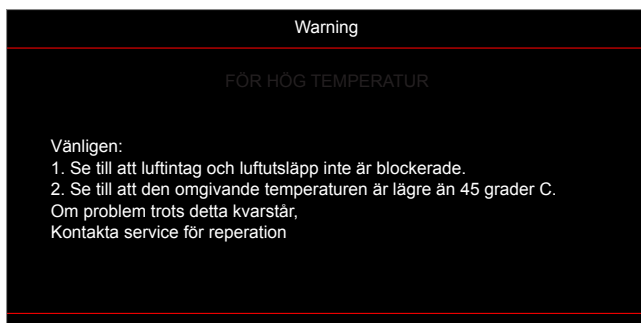 Warning
FÖR HÖG TEMPERATUR
Vänligen:
1. Se till att luftintag och luftutsläpp inte är blockerade.
2. Se till att den omgivande temperaturen är lägre än 45 grader C.
Om problem trots detta kvarstår,
Kontakta service för reperation